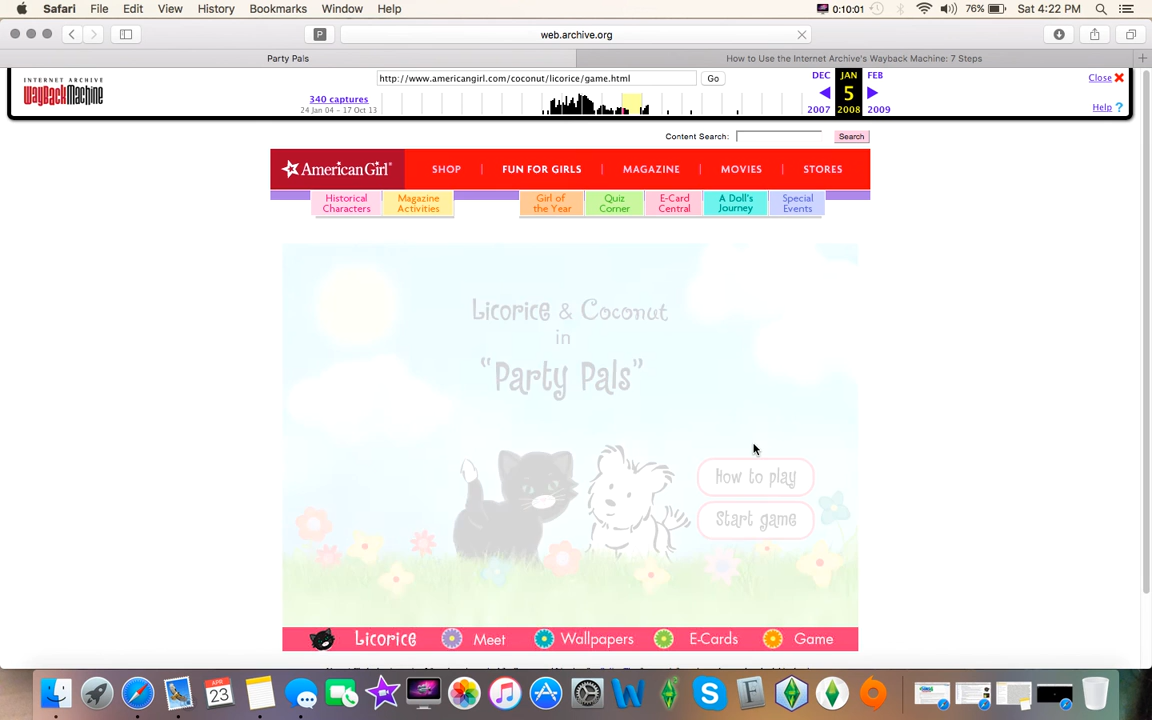 Safari File Edit View History Bookmarks Window Help 0:10:01 76% Sat 4:22 PM
P web.archive.org
Party Pals How to Use the Internet Archive's Wayback Machine: 7 Steps
INTERNET ARCHIVE
WayBackMachine
http://www.americangirl.com/coconut/licorice/game.html Go
340 captures
24 Jan 04 – 17 Oct 13
DEC JAN FEB
5
2007 2008 2009
Close
Help ?
Content Search: Search
American Girl® SHOP FUN FOR GIRLS MAGAZINE MOVIES STORES
Historical Characters
Magazine Activities
Girl of the Year
Quiz Corner
E-Card Central
A Doll's Journey
Special Events
Licorice & Coconut
in
"Party Pals"
How to play
Start game
Licorice Meet Wallpapers E-Cards Game
APR
23